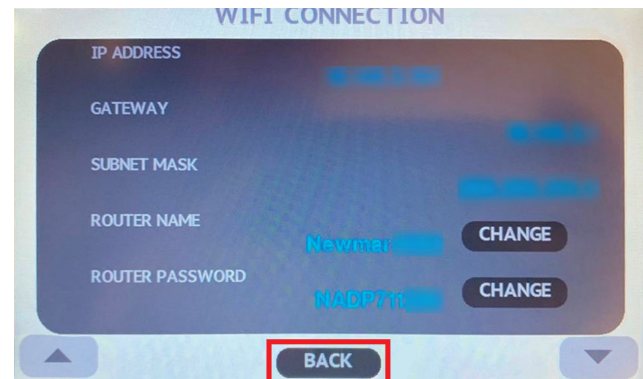 WIFI CONNECTION
IP ADDRESS
GATEWAY
SUBNET MASK
ROUTER NAME
CHANGE
ROUTER PASSWORD
CHANGE
BACK